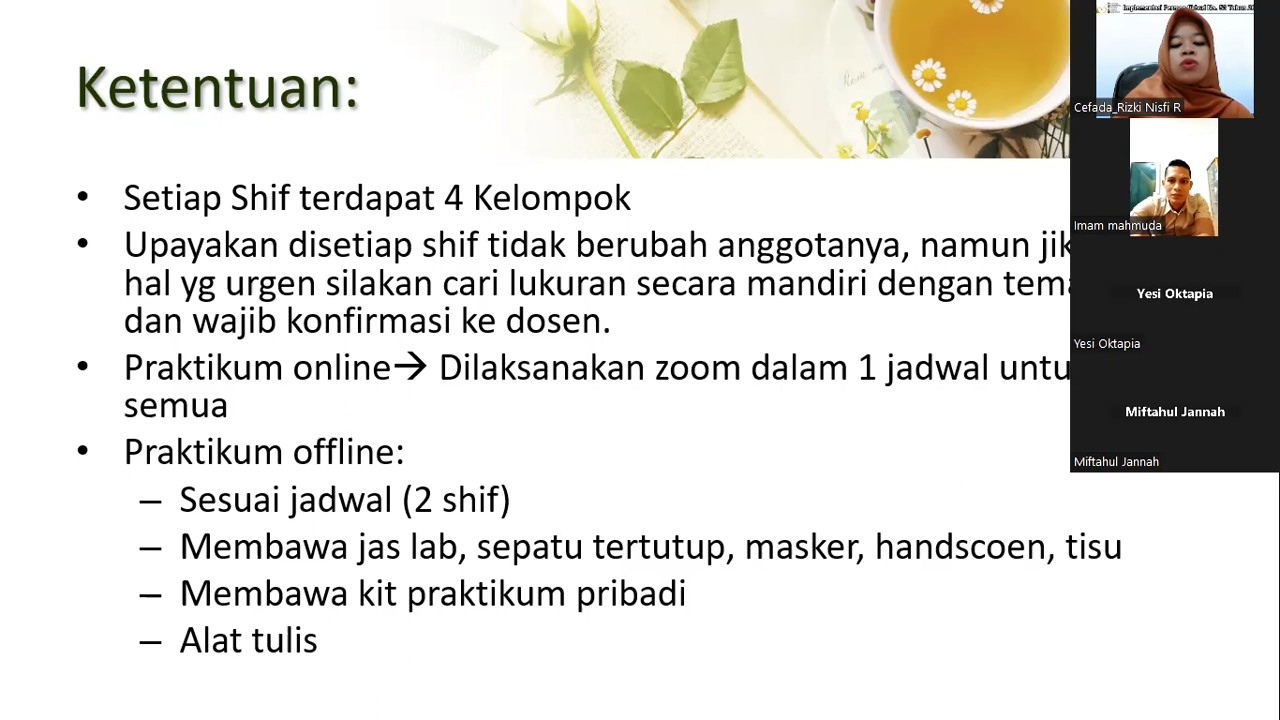 Ketentuan:
• Setiap Shif terdapat 4 Kelompok
• Upayakan disetiap shif tidak berubah anggotanya, namun
hal yg urgen silakan cari lukuran secara mandiri dengan
dan wajib konfirmasi ke dosen.
• Praktikum online→ Dilaksanakan zoom dalam 1 jadwal
semua
• Praktikum offline:
– Sesuai jadwal (2 shif)
– Membawa jas lab, sepatu tertutup, masker, handscoen, tisu
– Membawa kit praktikum pribadi
– Alat tulis
Cefada_Rizki Nisfi R
Imam mahmuda
Yesi Oktapia
Yesi Oktapia
Miftahul Jannah
Miftahul Jannah